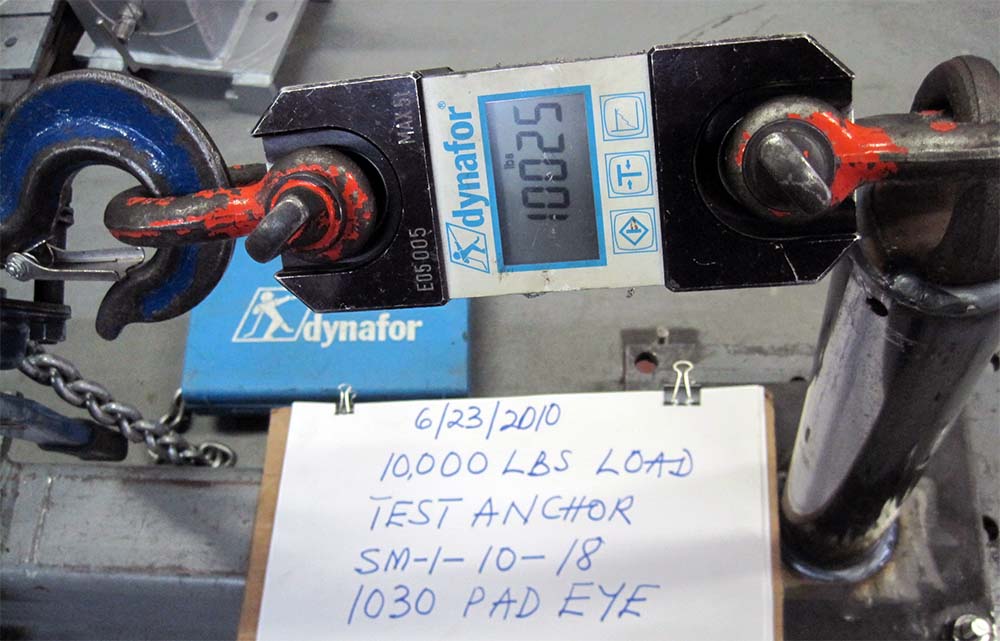 MAX 5t
E05005
dynafor®
lbs
10025
dynafor
6/23/2010
10,000 LBS LOAD
TEST ANCHOR
SM-1-10-18
1030 PAD EYE